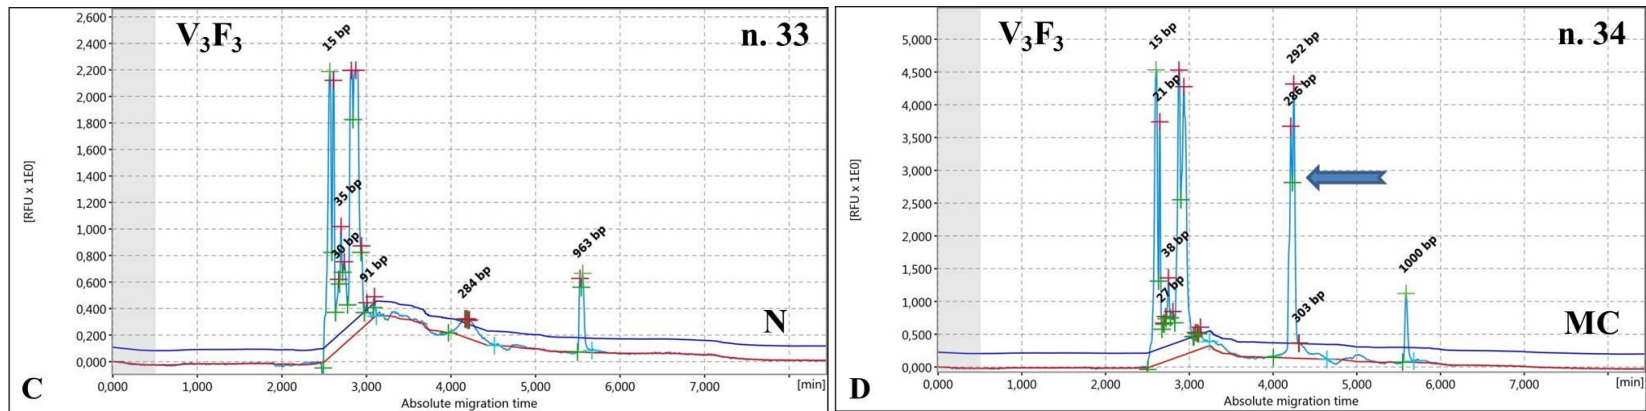 V₃F₃
n. 33
15 bp
35 bp
30 bp
91 bp
284 bp
963 bp
2,600
2,400
2,200
2,000
1,800
1,600
1,400
1,200
1,000
0,800
0,600
0,400
0,200
0,000
[RFU x 1E0]
N
0,000 1,000 2,000 3,000 4,000 5,000 6,000 7,000 [min]
Absolute migration time
C
V₃F₃
n. 34
15 bp
21 bp
38 bp
27 bp
292 bp
286 bp
303 bp
1000 bp
5,000
4,500
4,000
3,500
3,000
2,500
2,000
1,500
1,000
0,500
0,000
[RFU x 1E0]
MC
0,000 1,000 2,000 3,000 4,000 5,000 6,000 7,000 [min]
Absolute migration time
D